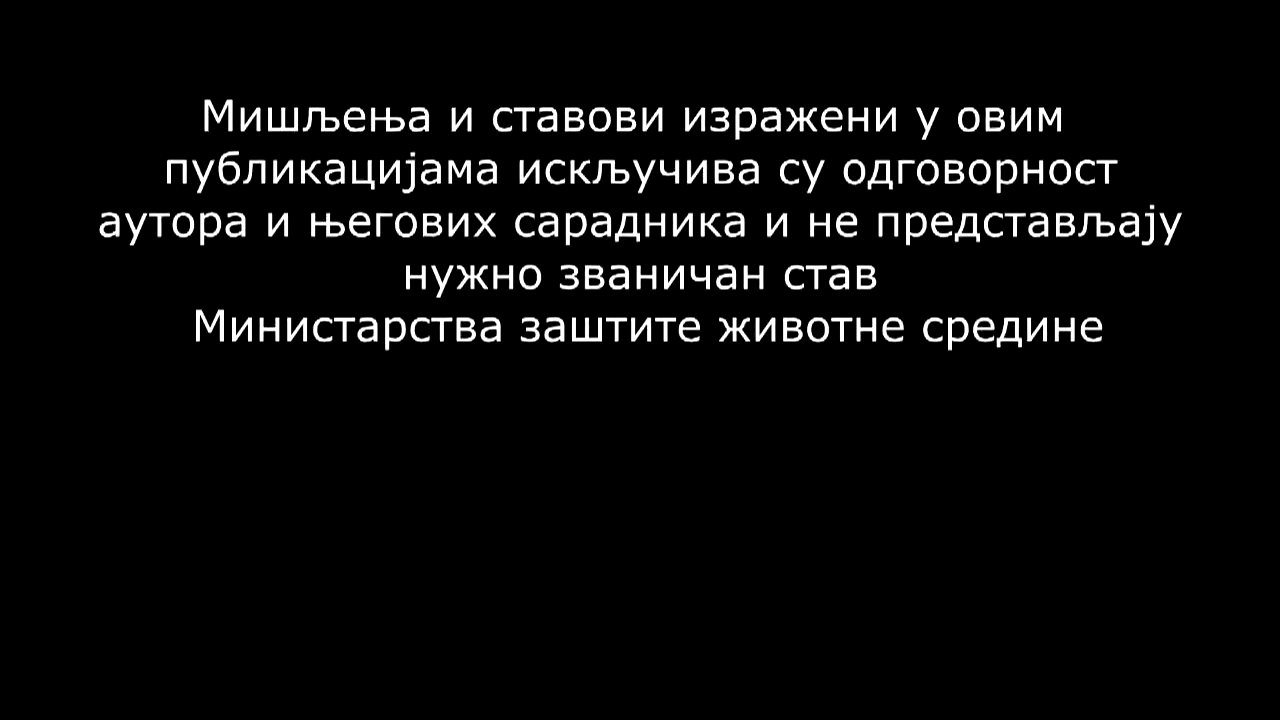 Мишљења и ставови изражени у овим
публикацијама искључива су одговорност
аутора и његових сарадника и не представљају
нужно званичан став
Министарства заштите животне средине